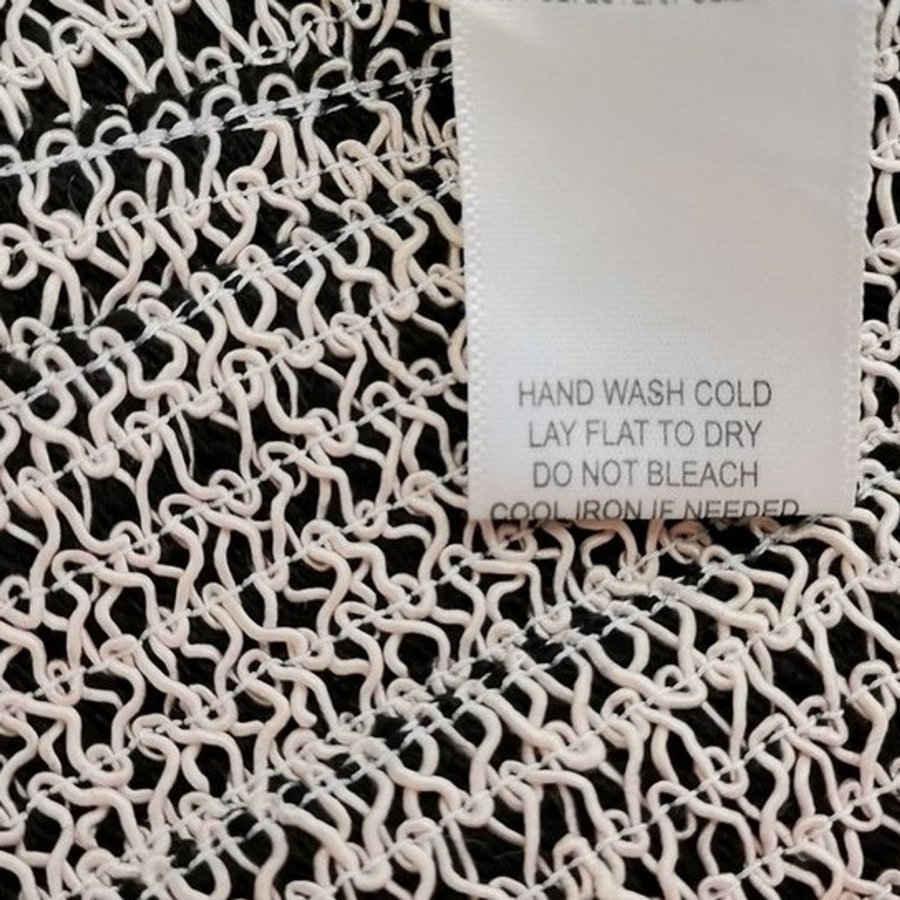 HAND WASH COLD
LAY FLAT TO DRY
DO NOT BLEACH
COOL IRON IF NEEDED